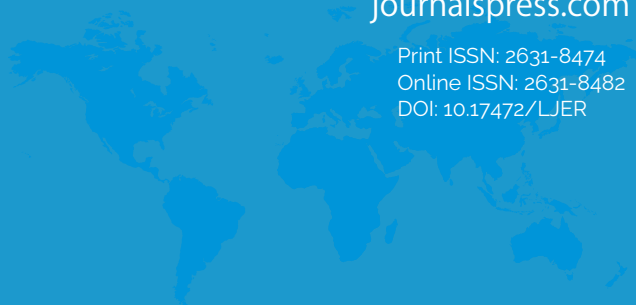 journalspress.com
Print ISSN: 2631-8474
Online ISSN: 2631-8482
DOI: 10.17472/LJER